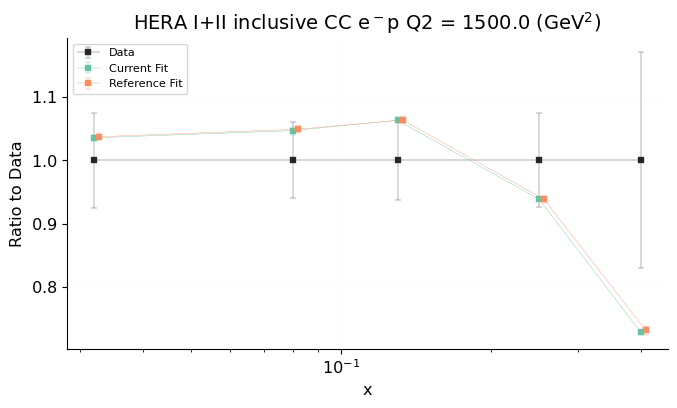 HERA I+II inclusive CC e⁻p Q2 = 1500.0 (GeV²)
Data
Current Fit
Reference Fit
Ratio to Data
1.1
1.0
0.9
0.8
10⁻¹
x